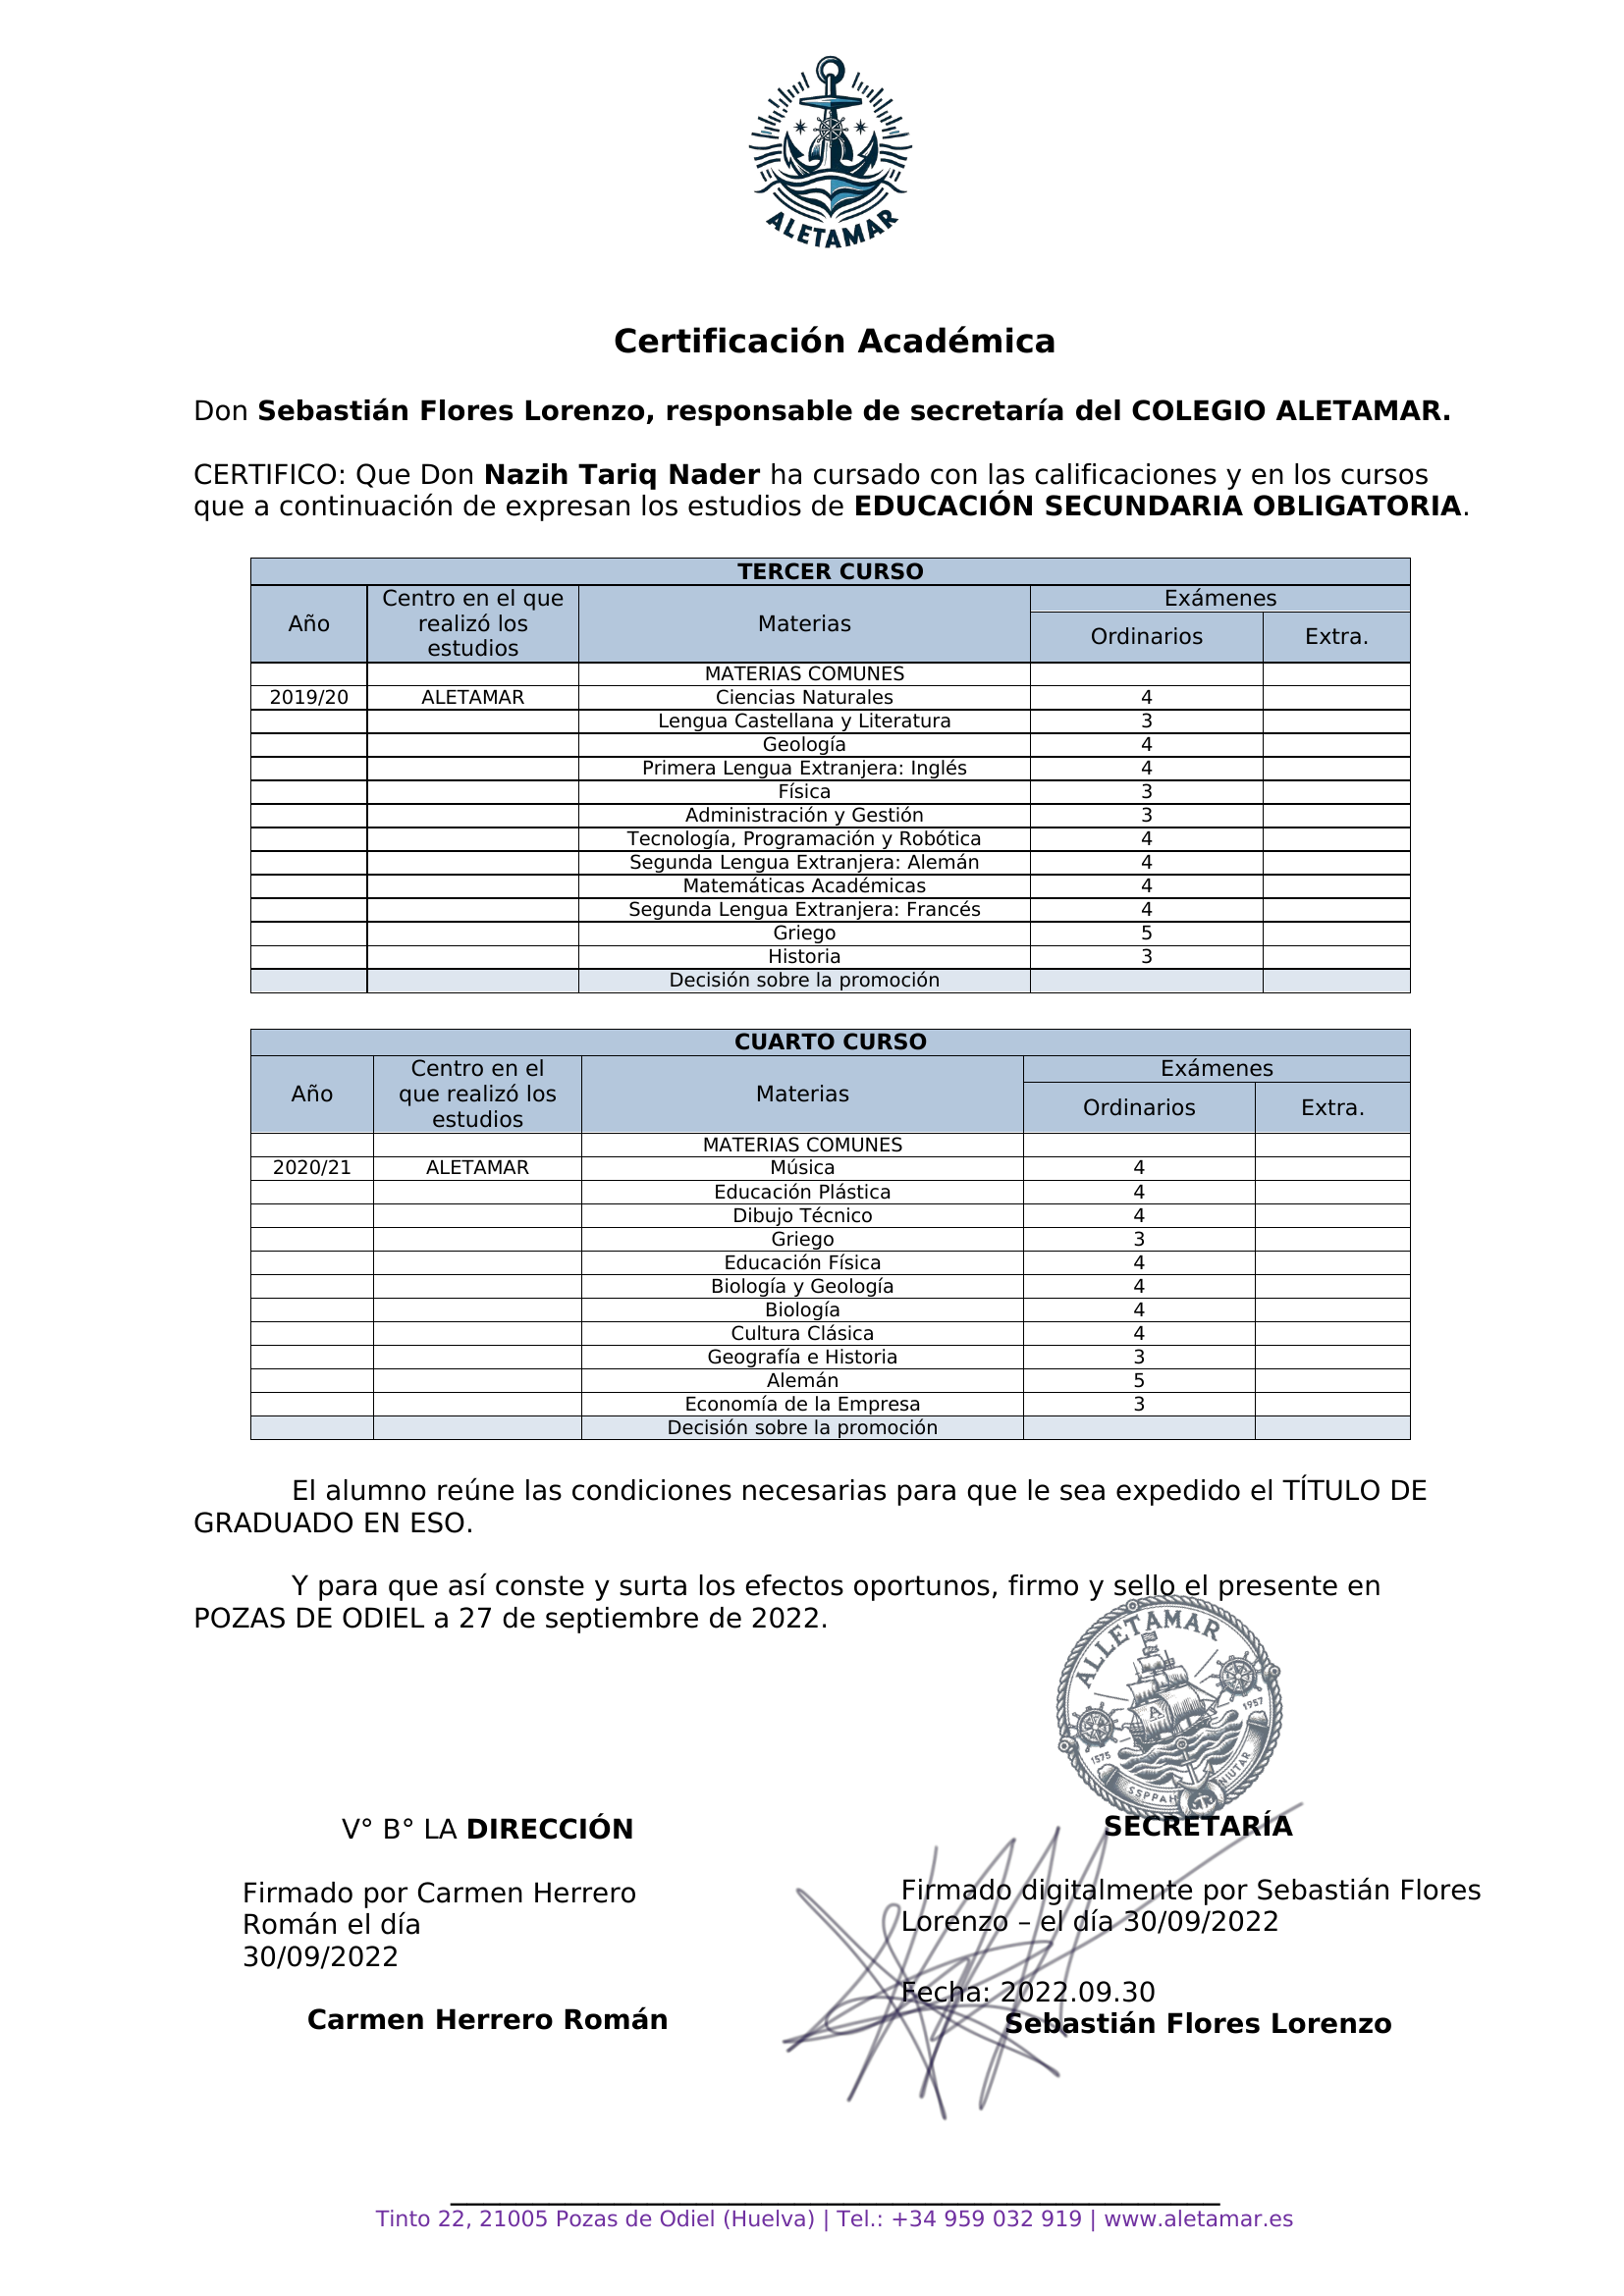 ALETAMAR
Certificación Académica
Don Sebastián Flores Lorenzo, responsable de secretaría del COLEGIO ALETAMAR.
CERTIFICO: Que Don Nazih Tariq Nader ha cursado con las calificaciones y en los cursos
que a continuación de expresan los estudios de EDUCACIÓN SECUNDARIA OBLIGATORIA.
TERCER CURSO
Año Centro en el que realizó los estudios Materias Exámenes
Ordinarios Extra.
MATERIAS COMUNES
2019/20 ALETAMAR Ciencias Naturales 4
Lengua Castellana y Literatura 3
Geología 4
Primera Lengua Extranjera: Inglés 4
Física 3
Administración y Gestión 3
Tecnología, Programación y Robótica 4
Segunda Lengua Extranjera: Alemán 4
Matemáticas Académicas 4
Segunda Lengua Extranjera: Francés 4
Griego 5
Historia 3
Decisión sobre la promoción
CUARTO CURSO
Año Centro en el que realizó los estudios Materias Exámenes
Ordinarios Extra.
MATERIAS COMUNES
2020/21 ALETAMAR Música 4
Educación Plástica 4
Dibujo Técnico 4
Griego 3
Educación Física 4
Biología y Geología 4
Biología 4
Cultura Clásica 4
Geografía e Historia 3
Alemán 5
Economía de la Empresa 3
Decisión sobre la promoción
El alumno reúne las condiciones necesarias para que le sea expedido el TÍTULO DE
GRADUADO EN ESO.
Y para que así conste y surta los efectos oportunos, firmo y sello el presente en
POZAS DE ODIEL a 27 de septiembre de 2022.
ALLETAMAR
A
1957
1575
V° B° LA DIRECCIÓN
Firmado por Carmen Herrero
Román el día
30/09/2022
Carmen Herrero Román
SECRETARÍA
Firmado digitalmente por Sebastián Flores
Lorenzo – el día 30/09/2022
Fecha: 2022.09.30
Sebastián Flores Lorenzo
Tinto 22, 21005 Pozas de Odiel (Huelva) | Tel.: +34 959 032 919 | www.aletamar.es